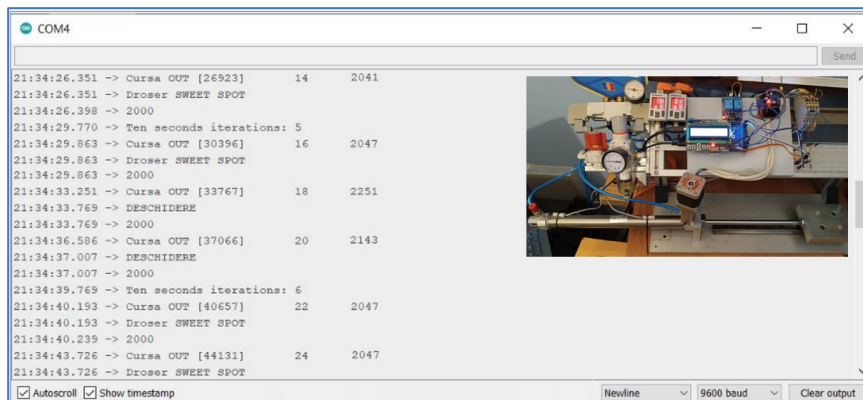 COM4
Send
21:34:26.351 -> Cursa OUT [26923] 14 2041
21:34:26.351 -> Droser SWEET SPOT
21:34:26.398 -> 2000
21:34:29.770 -> Ten seconds iterations: 5
21:34:29.863 -> Cursa OUT [30396] 16 2047
21:34:29.863 -> Droser SWEET SPOT
21:34:29.863 -> 2000
21:34:33.251 -> Cursa OUT [33767] 18 2251
21:34:33.769 -> DESCHIDERE
21:34:33.769 -> 2000
21:34:36.586 -> Cursa OUT [37066] 20 2143
21:34:37.007 -> DESCHIDERE
21:34:37.007 -> 2000
21:34:39.769 -> Ten seconds iterations: 6
21:34:40.193 -> Cursa OUT [40657] 22 2047
21:34:40.193 -> Droser SWEET SPOT
21:34:40.239 -> 2000
21:34:43.726 -> Cursa OUT [44131] 24 2047
21:34:43.726 -> Droser SWEET SPOT
Autoscroll Show timestamp Newline 9600 baud Clear output